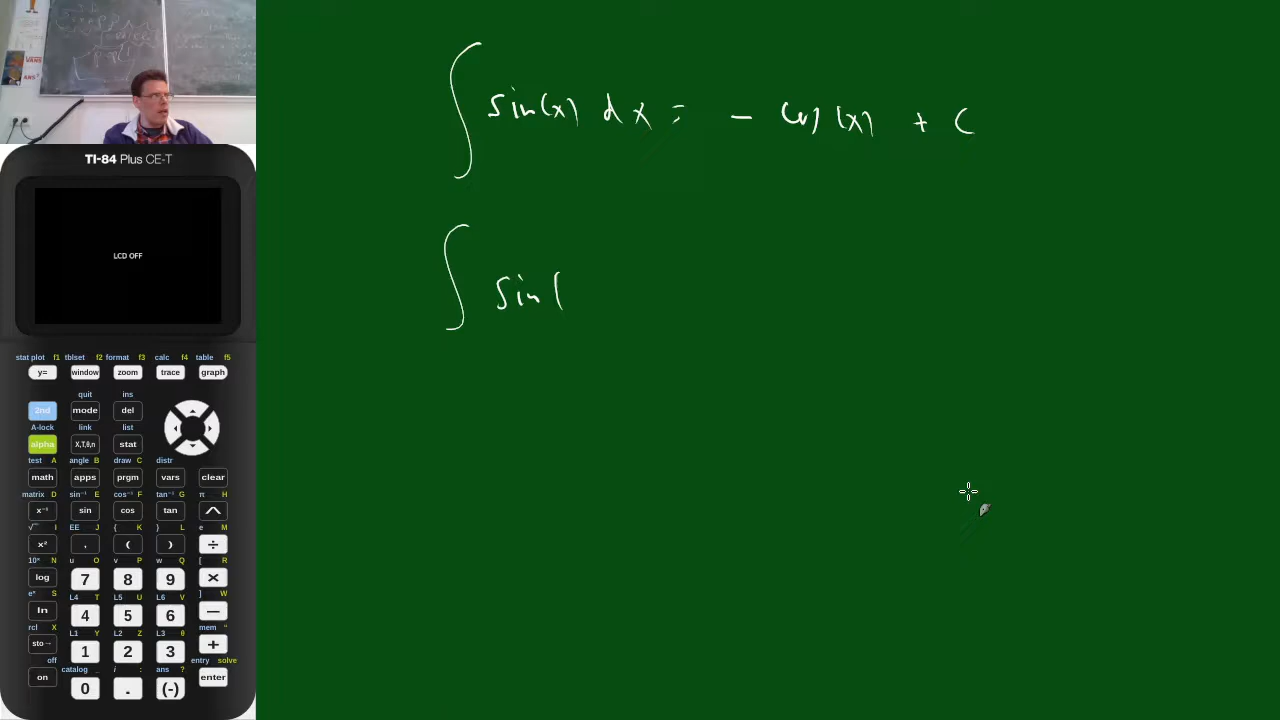 ∫ sin(x) dx = - cos(x) + C
∫ sin(
VANS
TI-84 Plus CE-T
LCD OFF
stat plot f1 tblset f2 format f3 calc f4 table f5
y= window zoom trace graph
quit ins
2nd mode del
A-lock link list
alpha X,T,θ,n stat
test A angle B draw C distr
math apps prgm vars clear
matrix D sin⁻¹ E cos⁻¹ F tan⁻¹ G π H
x⁻¹ sin cos tan ^
√‾ I EE J { K } L e M
x² , ( ) ÷
10ˣ N u O v P w Q [ R
log 7 8 9 ×
eˣ S L4 T L5 U L6 V ] W
ln 4 5 6 —
rcl X L1 Y L2 Z L3 θ mem "
sto→ 1 2 3 +
off catalog _ i : ans ? entry solve
on 0 . (-) enter